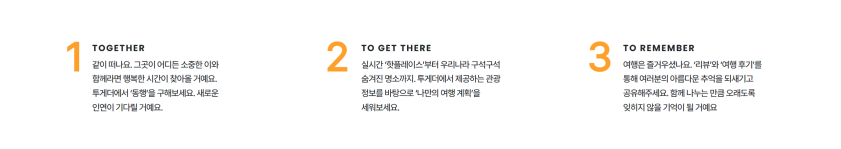 1 TOGETHER
같이 떠나요. 그곳이 어디든 소중한 이와
함께라면 행복한 시간이 찾아올 거예요.
투게더에서 '동행'을 구해보세요. 새로운
인연이 기다릴 거예요.
2 TO GET THERE
실시간 '핫플레이스'부터 우리나라 구석구석
숨겨진 명소까지. 투게더에서 제공하는 관광
정보를 바탕으로 '나만의 여행 계획'을
세워보세요.
3 TO REMEMBER
여행은 즐거우셨나요. '리뷰'와 '여행 후기'를
통해 여러분의 아름다운 추억을 되새기고
공유해주세요. 함께 나누는 만큼 오래도록
잊히지 않을 기억이 될 거예요